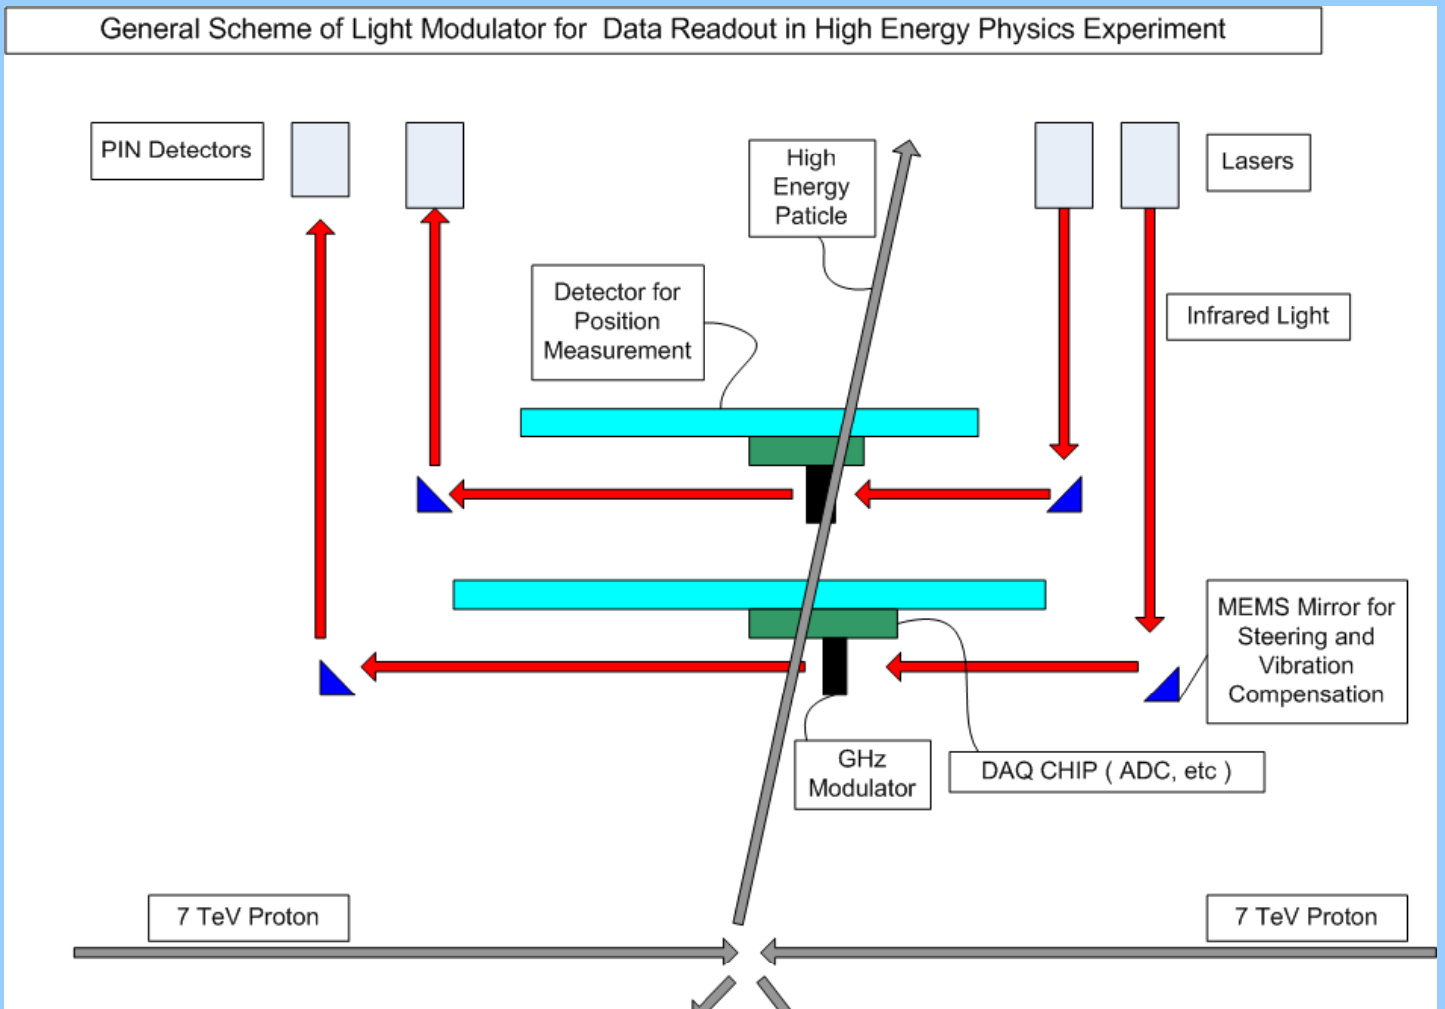 General Scheme of Light Modulator for Data Readout in High Energy Physics Experiment
PIN Detectors
High
Energy
Paticle
Lasers
Detector for
Position
Measurement
Infrared Light
MEMS Mirror for
Steering and
Vibration
Compensation
GHz
Modulator
DAQ CHIP ( ADC, etc )
7 TeV Proton
7 TeV Proton